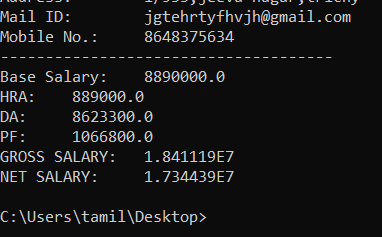 Mail ID: jgtehrtyfhvjh@gmail.com
Mobile No.: 8648375634
------------------------------------
Base Salary: 8890000.0
HRA: 889000.0
DA: 8623300.0
PF: 1066800.0
GROSS SALARY: 1.841119E7
NET SALARY: 1.734439E7
C:\Users\tamil\Desktop>